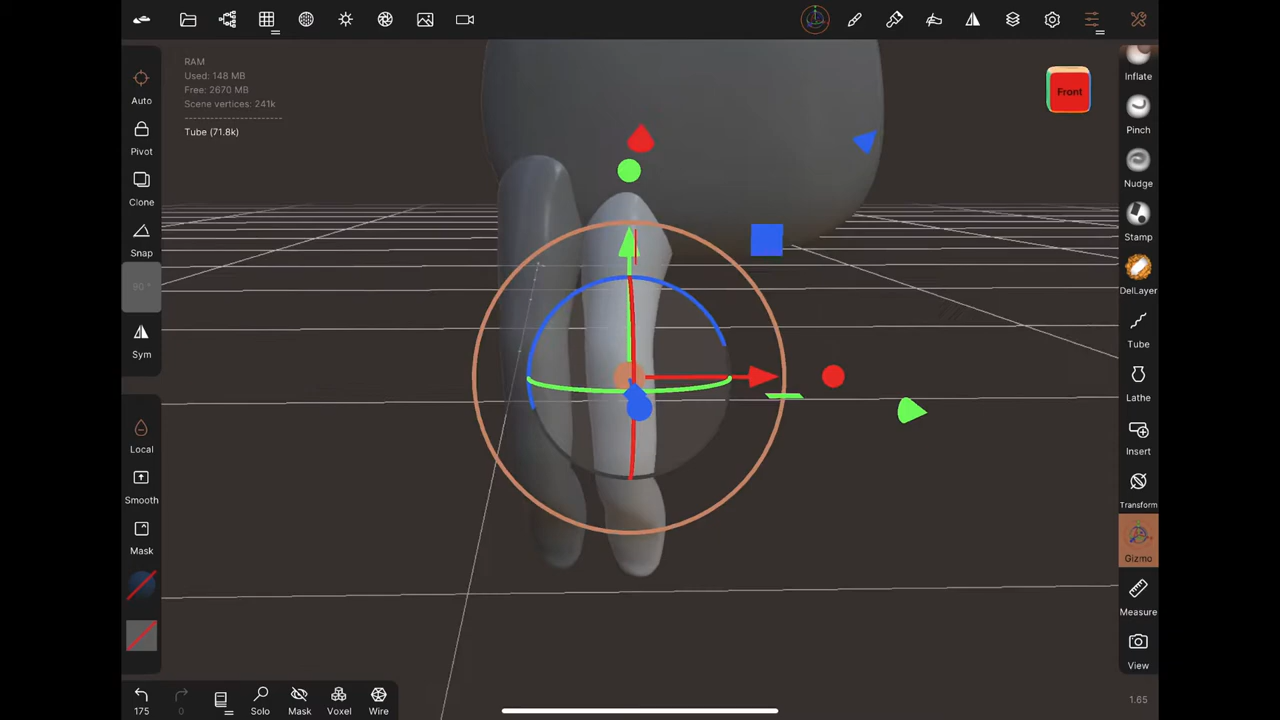 RAM
Used: 148 MB
Free: 2670 MB
Scene vertices: 241k
Tube (71.8k)
Front
Auto
Pivot
Clone
Snap
90 °
Sym
Local
Smooth
Mask
Inflate
Pinch
Nudge
Stamp
DelLayer
Tube
Lathe
Insert
Transform
Gizmo
Measure
View
175
0
Solo
Mask
Voxel
Wire
1.65